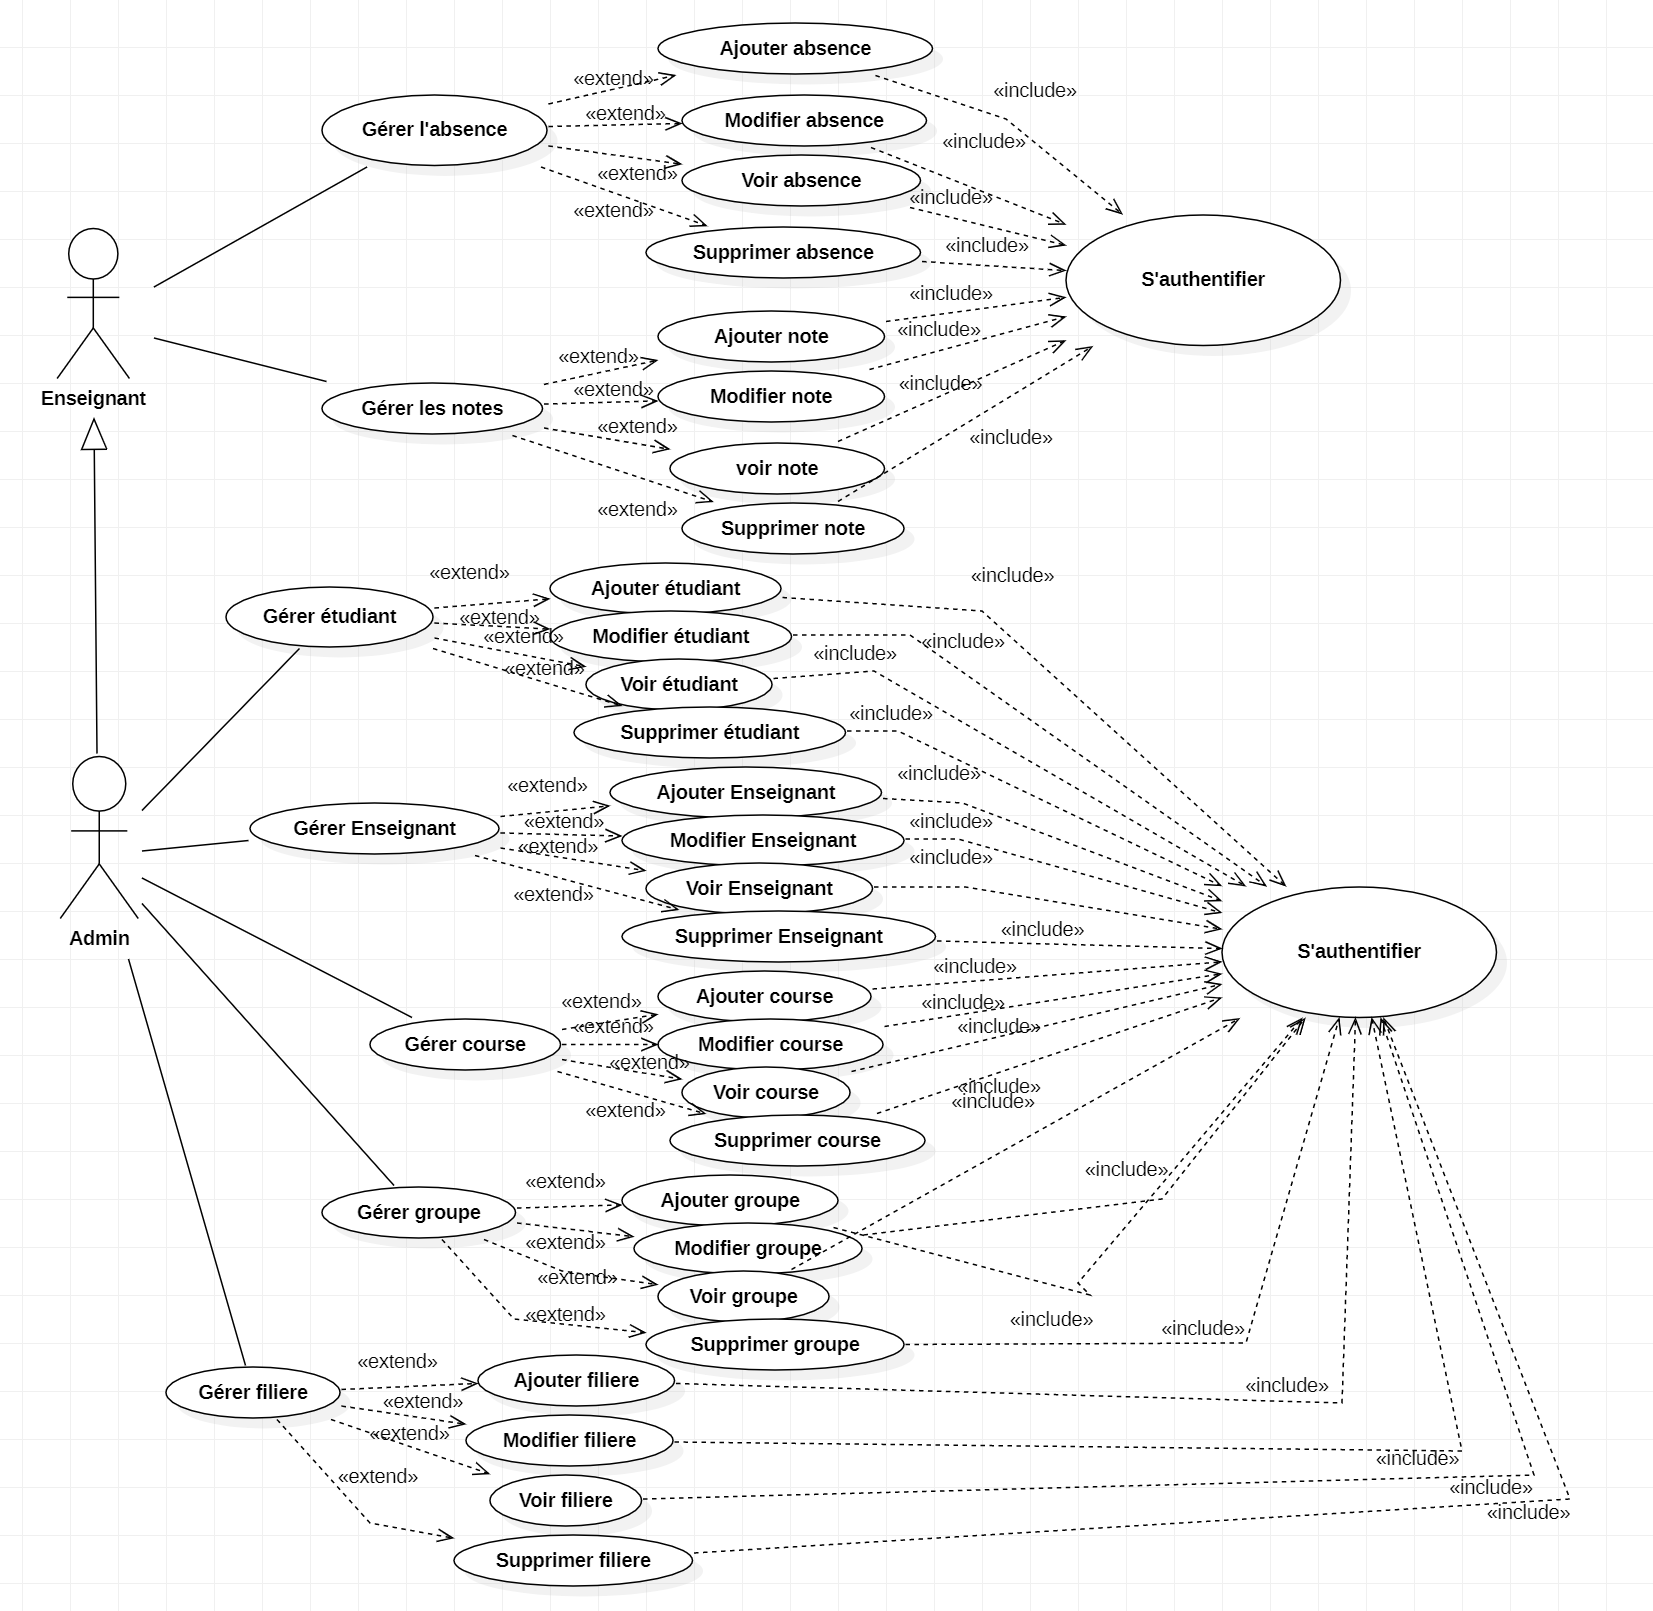 Ajouter absence
«extend»
«include»
Gérer l'absence
«extend»
Modifier absence
«include»
«extend»
Voir absence
«include»
«extend»
Supprimer absence
«include»
S'authentifier
«include»
Ajouter note
«include»
«extend»
«extend»
Modifier note
«include»
Enseignant
Gérer les notes
«extend»
voir note
«include»
«extend»
Supprimer note
«extend»
Ajouter étudiant
«include»
Gérer étudiant
«extend»
«extend»
Modifier étudiant
«include»
«include»
«extend»
Voir étudiant
«include»
Supprimer étudiant
«include»
«extend»
Ajouter Enseignant
Gérer Enseignant
«extend»
«include»
«extend»
Modifier Enseignant
«include»
«extend»
Voir Enseignant
Admin
Supprimer Enseignant
«include»
S'authentifier
«include»
«extend»
Ajouter course
«include»
«extend»
«include»
Gérer course
Modifier course
«extend»
Voir course
«include»
«include»
«extend»
Supprimer course
«include»
«extend»
Ajouter groupe
Gérer groupe
«extend»
Modifier groupe
«extend»
Voir groupe
«extend»
«include»
«include»
Supprimer groupe
«extend»
Ajouter filiere
«include»
Gérer filiere
«extend»
«extend»
Modifier filiere
«include»
«extend»
«include»
Voir filiere
«include»
Supprimer filiere